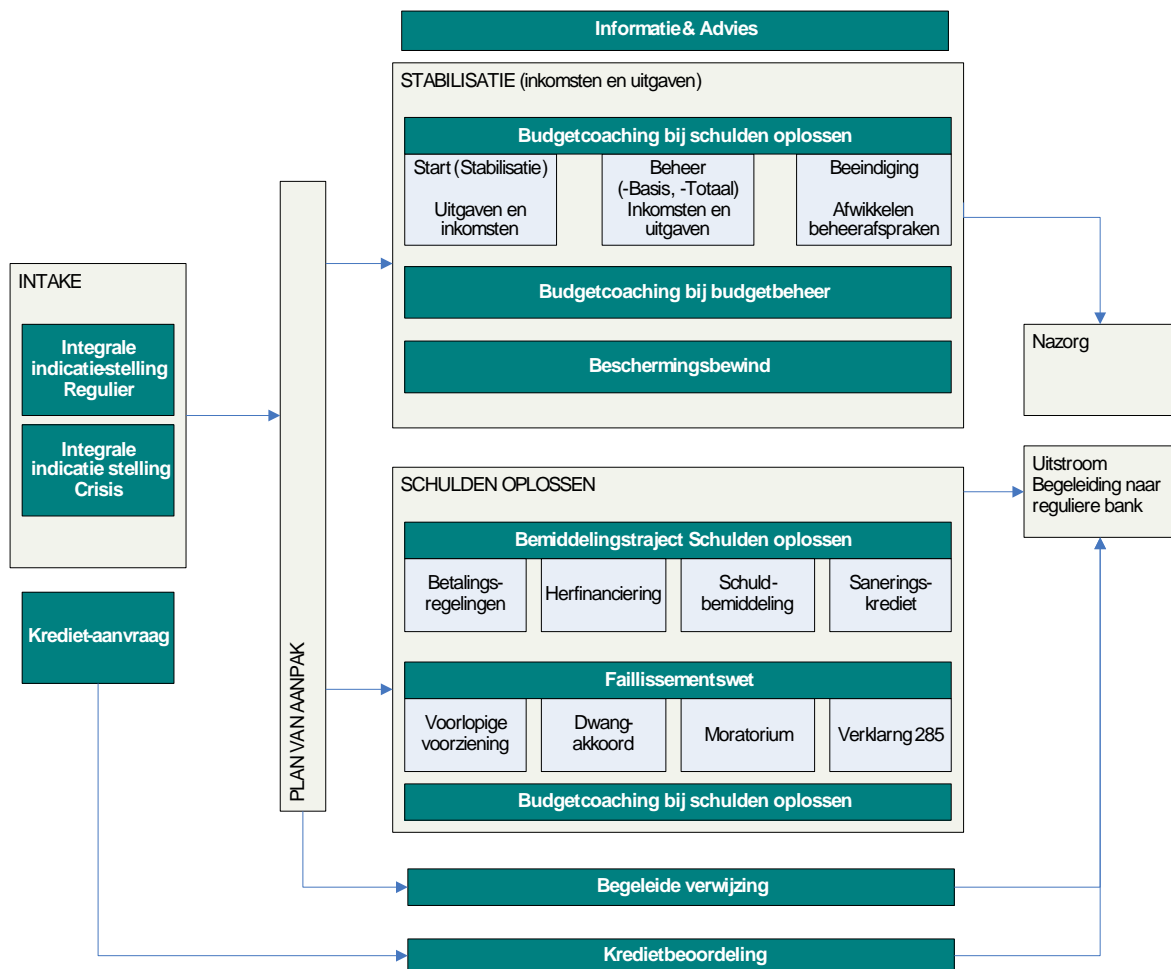 Informatie & Advies
STABILISATIE (inkomsten en uitgaven)
Budgetcoaching bij schulden oplossen
Start (Stabilisatie)
Uitgaven en
inkomsten
Beheer
(-Basis, -Totaal)
Inkomsten en
uitgaven
Beeindiging
Afwikkelen
beheerafspraken
Budgetcoaching bij budgetbeheer
Beschermingsbewind
INTAKE
Integrale
indicatie-stelling
Regulier
Integrale
indicatie stelling
Crisis
Krediet-aanvraag
PLAN VAN AANPAK
Nazorg
Uitstroom
Begeleiding naar
reguliere bank
SCHULDEN OPLOSSEN
Bemiddelingstraject Schulden oplossen
Betalings-
regelingen
Herfinanciering
Schuld-
bemiddeling
Sanerings-
krediet
Faillissementswet
Voorlopige
voorziening
Dwang-
akkoord
Moratorium
Verklarng 285
Budgetcoaching bij schulden oplossen
Begeleide verwijzing
Kredietbeoordeling